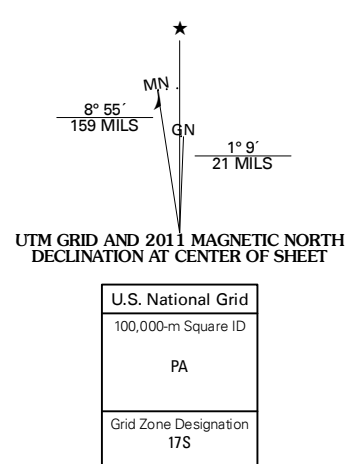 ★
MN
8° 55´
159 MILS
GN
1° 9´
21 MILS
UTM GRID AND 2011 MAGNETIC NORTH
DECLINATION AT CENTER OF SHEET
U.S. National Grid
100,000-m Square ID
PA
Grid Zone Designation
17S